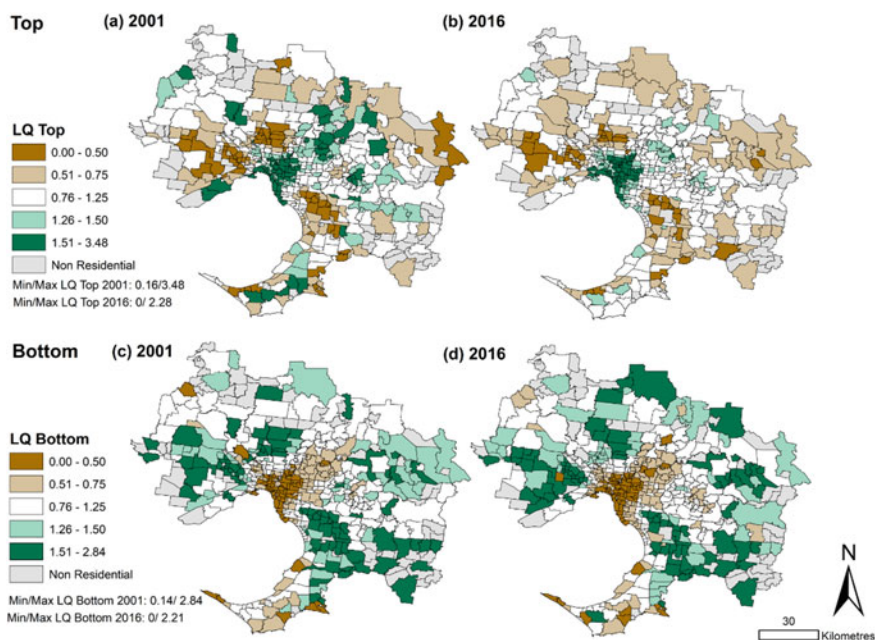 Top
(a) 2001
(b) 2016
LQ Top
0.00 - 0.50
0.51 - 0.75
0.76 - 1.25
1.26 - 1.50
1.51 - 3.48
Non Residential
Min/Max LQ Top 2001: 0.16/3.48
Min/Max LQ Top 2016: 0/ 2.28
Bottom
(c) 2001
(d) 2016
LQ Bottom
0.00 - 0.50
0.51 - 0.75
0.76 - 1.25
1.26 - 1.50
1.51 - 2.84
Non Residential
Min/Max LQ Bottom 2001: 0.14/ 2.84
Min/Max LQ Bottom 2016: 0/ 2.21
N
30
Kilometres